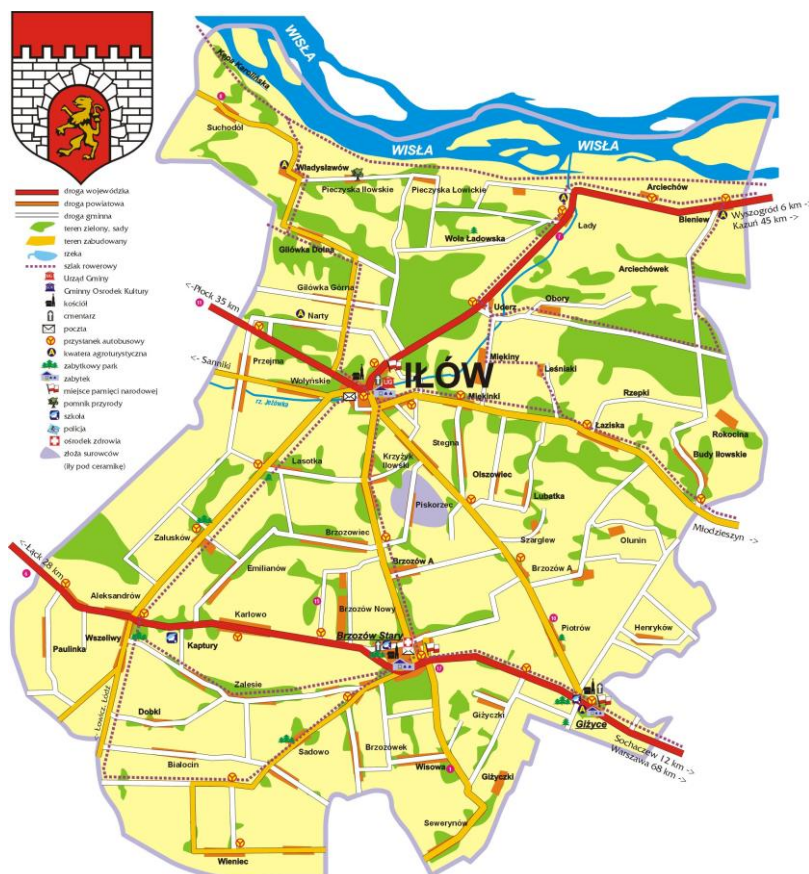 WISŁA
Kępa Karolińska
Suchodół
WISŁA
WISŁA
Władysławów
Pieczyska Iłowskie
Pieczyska Łowickie
Arciechów
droga wojewódzka
droga powiatowa
droga gminna
teren zielony, sady
teren zabudowany
rzeka
szlak rowerowy
Urząd Gminy
Gminny Osrodek Kultury
kościół
cmentarz
poczta
przystanek autobusowy
kwatera agroturystyczna
zabytkowy park
zabytek
miejsce pamięci narodowej
pomnik przyrody
szkoła
policja
ośrodek zdrowia
złoża surowców
(iły pod ceramikę)
Wyszogród 6 km ->
Kazuń 45 km ->
Bieniew
Lady
Wola Ładowska
Gilówka Dolna
Arciechówek
Gilówka Górna
<-Płock 35 km
Obory
Uderz
Narty
Przejma
<- Sanniki
Wołyńskie
IŁÓW
UG
Miękiny
Leśniaki
Miękinki
Rzepki
rz. Jeżówka
Łaziska
Rokocina
Budy Iłowskie
Stegna
Krzyżyk
Iłowski
Lasotka
Olszowiec
Lubatka
Piskorzec
Młodzieszyn ->
Załusków
Brzozowiec
Szarglew
Olunin
<-Łąck 28 km
Emilianów
Brzozów A
Brzozów A
Aleksandrów
Karłowo
Brzozów Nowy
Piotrów
Henryków
Wszeliwy
Paulinka
Kaptury
Brzozów Stary
Zalesie
Giżyce
<- Łowicz, Łódź
Dobki
Giżyczki
Sochaczew 12 km ->
Warszawa 68 km ->
Białocin
Sadowo
Brzozówek
Wisowa
Giżyczki
Sewerynów
Wieniec